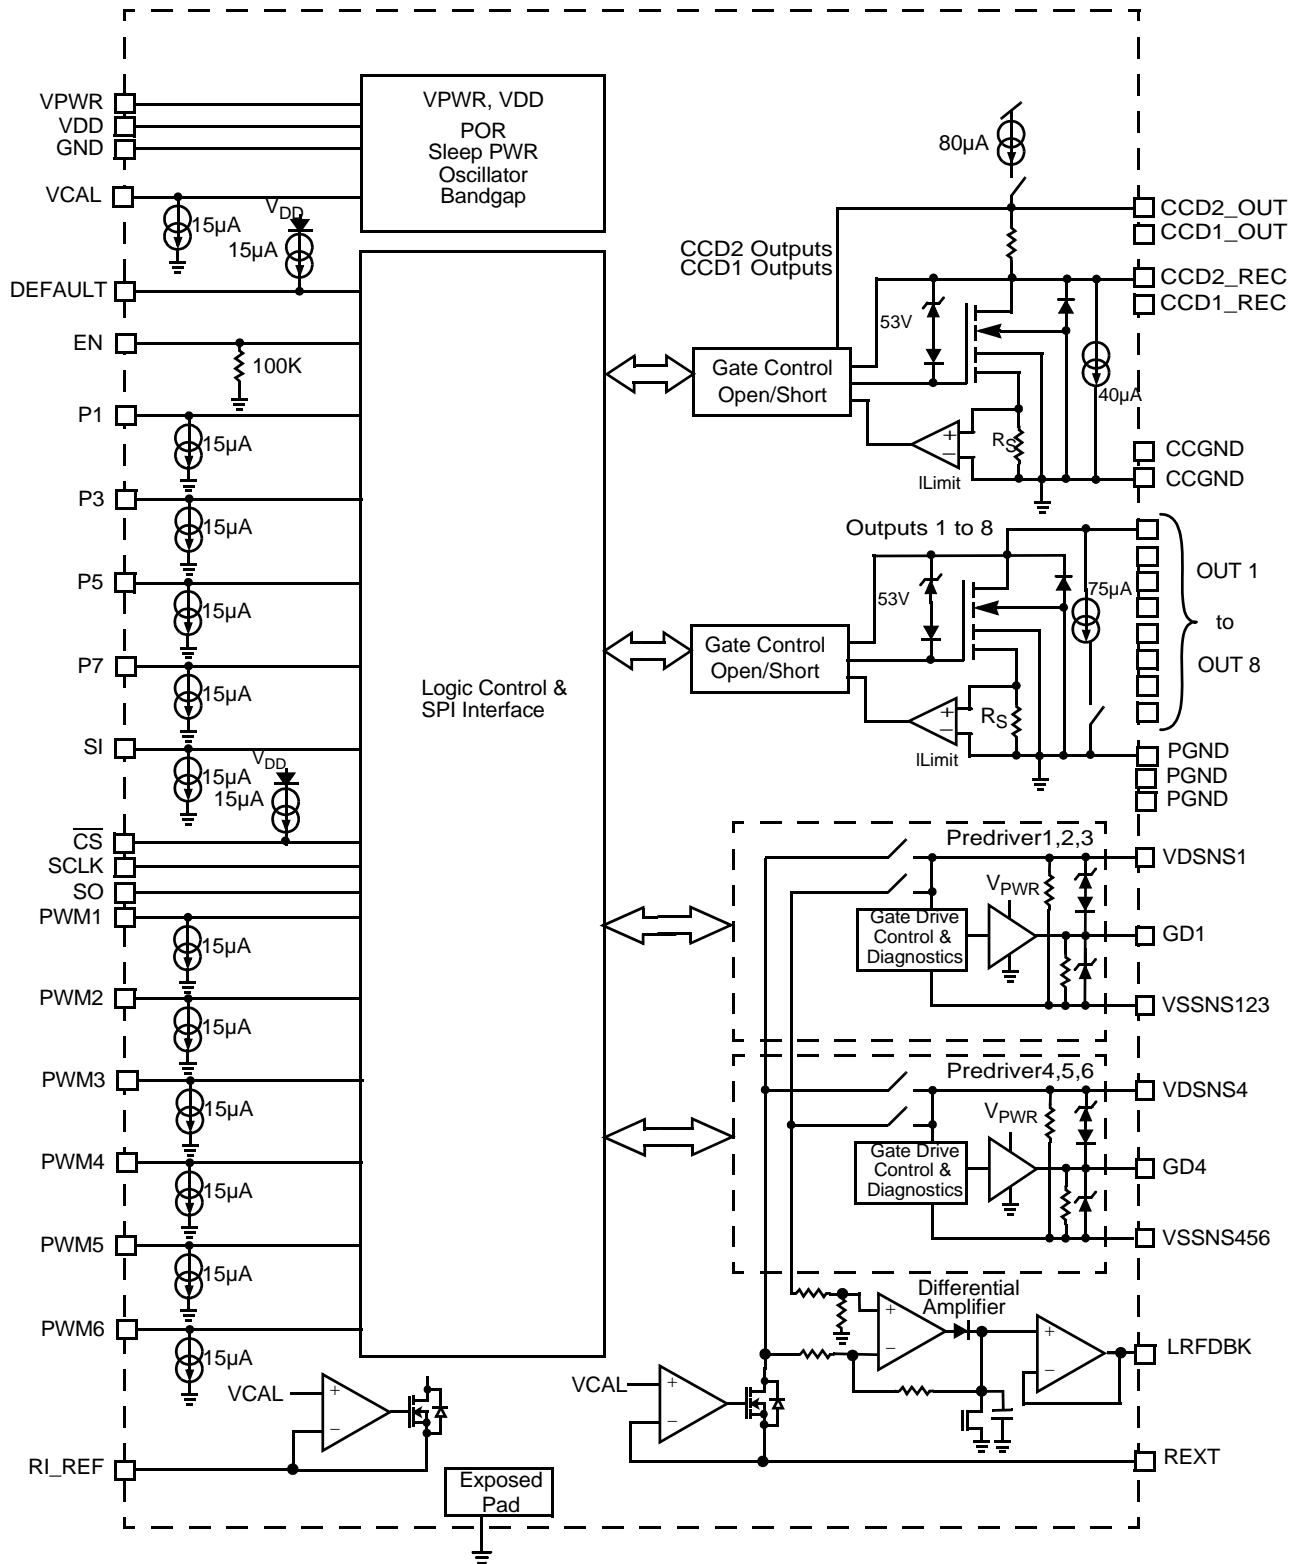 VPWR
VDD
GND
VCAL
DEFAULT
EN
P1
P3
P5
P7
SI
CS
SCLK
SO
PWM1
PWM2
PWM3
PWM4
PWM5
PWM6
RI_REF
15µA
VDD
15µA
100K
15µA
15µA
15µA
15µA
15µA
VDD
15µA
15µA
15µA
15µA
15µA
15µA
15µA
VCAL
+
−
VPWR, VDD
POR
Sleep PWR
Oscillator
Bandgap
Logic Control &
SPI Interface
Exposed
Pad
80µA
CCD2 Outputs
CCD1 Outputs
53V
Gate Control
Open/Short
40µA
+
−
RS
ILimit
CCD2_OUT
CCD1_OUT
CCD2_REC
CCD1_REC
CCGND
CCGND
Outputs 1 to 8
53V
75µA
Gate Control
Open/Short
+
−
RS
ILimit
OUT 1
to
OUT 8
PGND
PGND
PGND
Predriver1,2,3
VPWR
Gate Drive
Control &
Diagnostics
VDSNS1
GD1
VSSNS123
Predriver4,5,6
VPWR
Gate Drive
Control &
Diagnostics
VDSNS4
GD4
VSSNS456
Differential
Amplifier
+
−
+
−
LRFDBK
VCAL
+
−
REXT